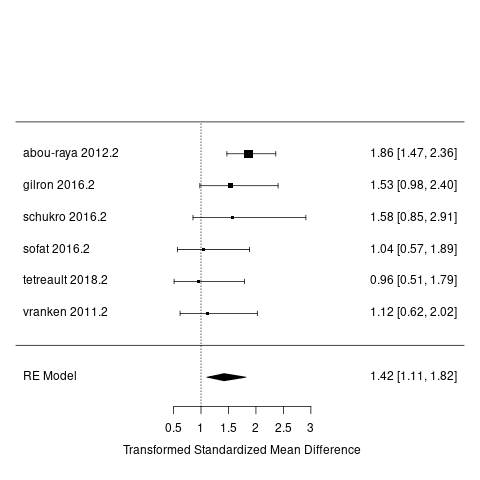 abou-raya 2012.2 1.86 [1.47, 2.36]
gilron 2016.2 1.53 [0.98, 2.40]
schukro 2016.2 1.58 [0.85, 2.91]
sofat 2016.2 1.04 [0.57, 1.89]
tetreault 2018.2 0.96 [0.51, 1.79]
vranken 2011.2 1.12 [0.62, 2.02]
RE Model 1.42 [1.11, 1.82]
0.5 1 1.5 2 2.5 3
Transformed Standardized Mean Difference